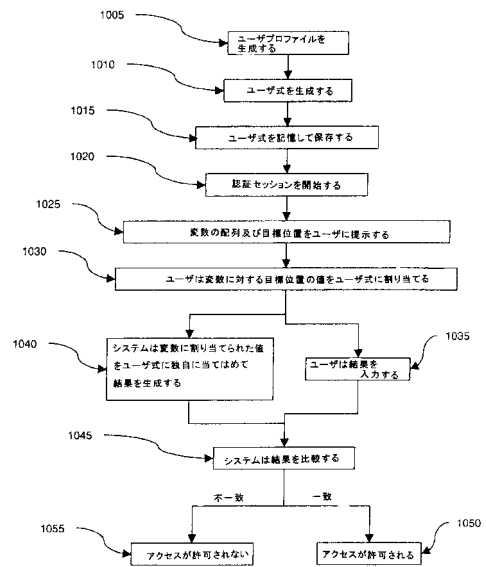 1005
ユーザプロファイルを
生成する
1010
ユーザ式を生成する
1015
ユーザ式を記憶して保存する
1020
認証セッションを開始する
1025
変数の配列及び目標位置をユーザに提示する
1030
ユーザは変数に対する目標位置の値をユーザ式に割り当てる
1040
システムは変数に割り当てられた値
をユーザ式に独自に当てはめて
結果を生成する
1035
ユーザは結果を
入力する
1045
システムは結果を比較する
不一致
一致
1055
アクセスが許可されない
1050
アクセスが許可される